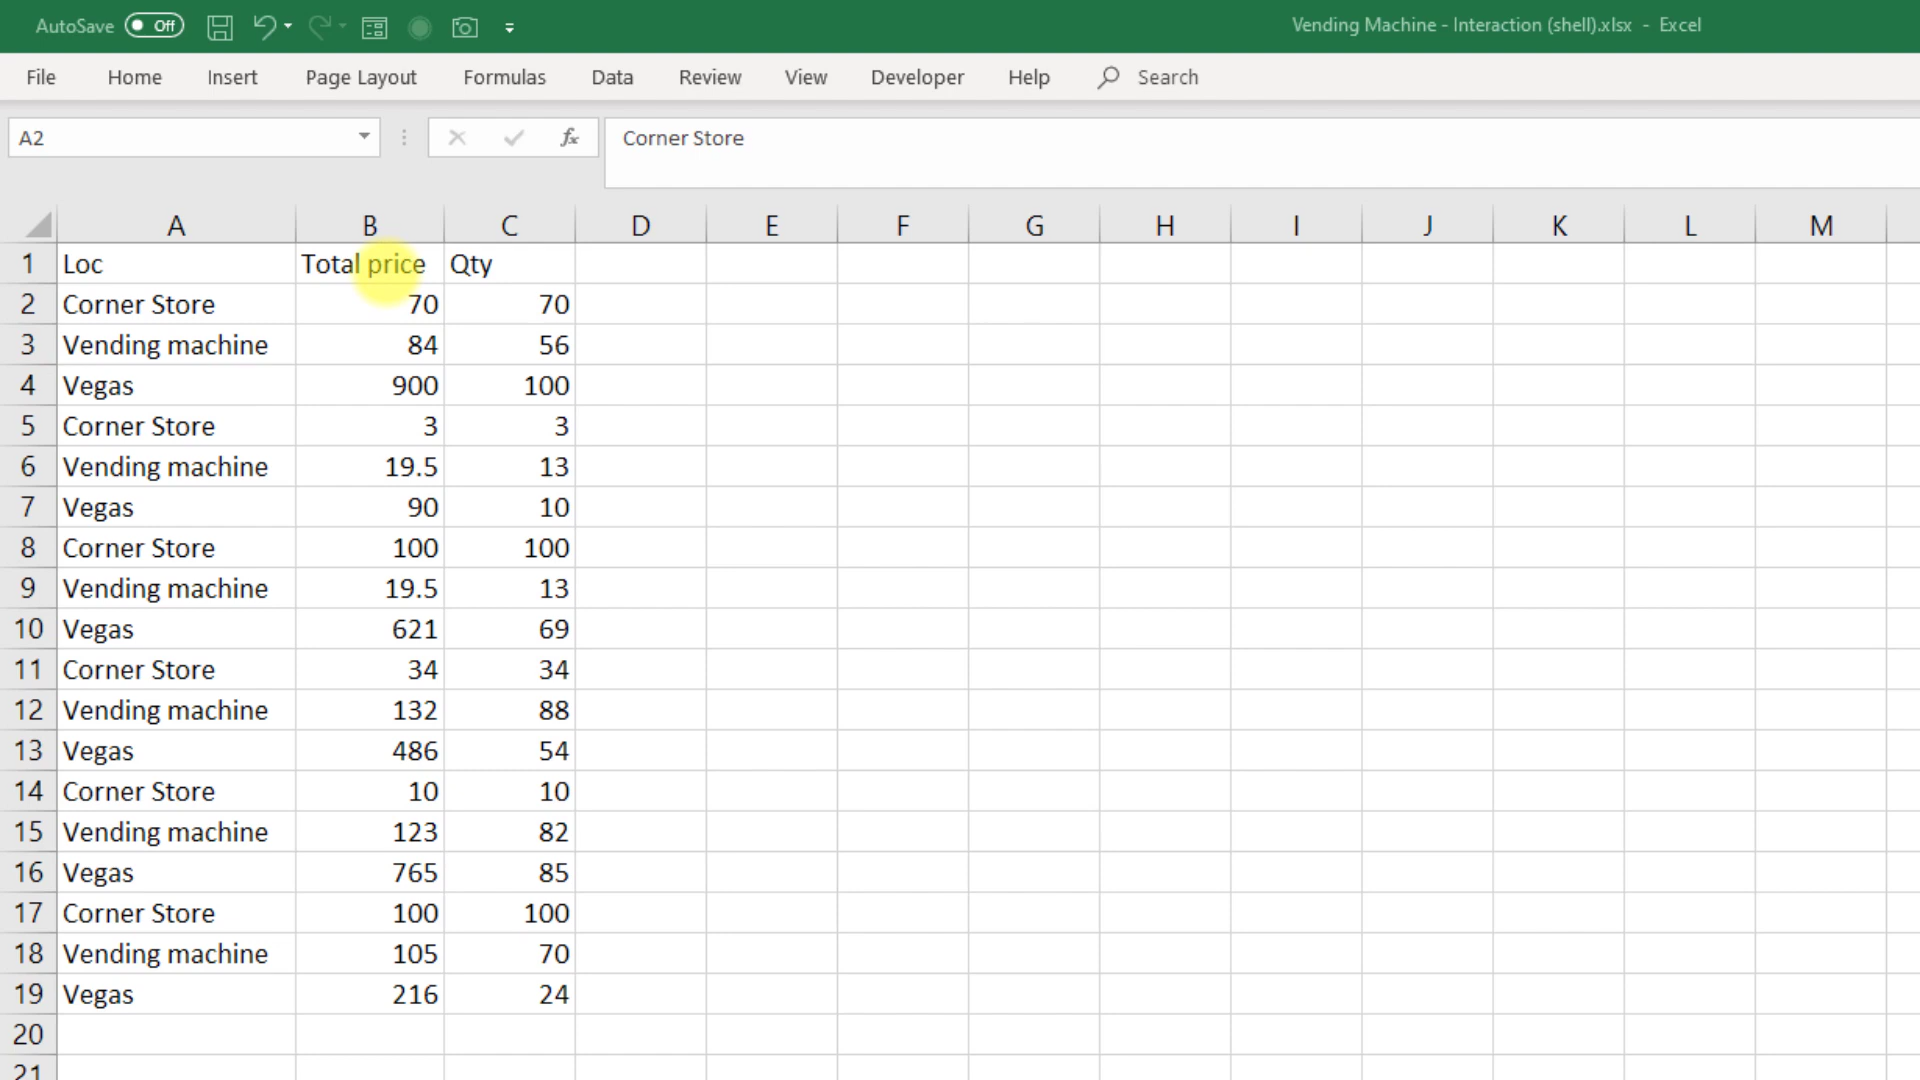 AutoSave Off Vending Machine - Interaction (shell).xlsx - Excel
File Home Insert Page Layout Formulas Data Review View Developer Help Search
A2 fx Corner Store
A B C D E F G H I J K L M
1 Loc Total price Qty
2 Corner Store 70 70
3 Vending machine 84 56
4 Vegas 900 100
5 Corner Store 3 3
6 Vending machine 19.5 13
7 Vegas 90 10
8 Corner Store 100 100
9 Vending machine 19.5 13
10 Vegas 621 69
11 Corner Store 34 34
12 Vending machine 132 88
13 Vegas 486 54
14 Corner Store 10 10
15 Vending machine 123 82
16 Vegas 765 85
17 Corner Store 100 100
18 Vending machine 105 70
19 Vegas 216 24
20
21